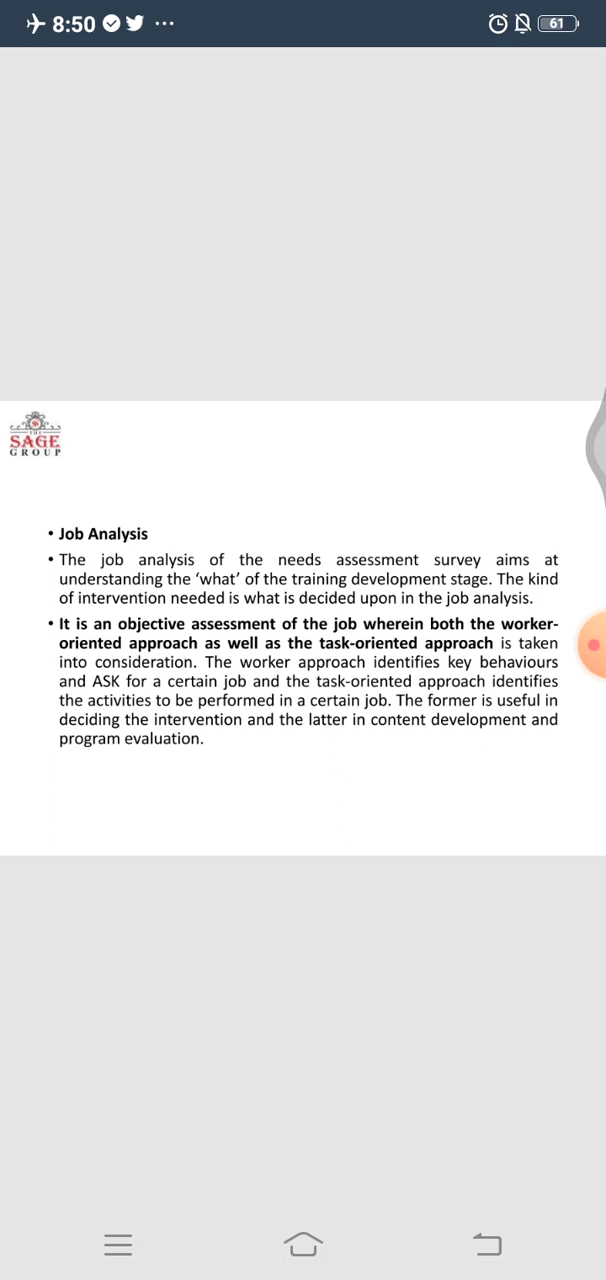 8:50
61
THE
SAGE
GROUP
• Job Analysis
• The job analysis of the needs assessment survey aims at
understanding the ‘what’ of the training development stage. The kind
of intervention needed is what is decided upon in the job analysis.
• It is an objective assessment of the job wherein both the worker-
oriented approach as well as the task-oriented approach is taken
into consideration. The worker approach identifies key behaviours
and ASK for a certain job and the task-oriented approach identifies
the activities to be performed in a certain job. The former is useful in
deciding the intervention and the latter in content development and
program evaluation.